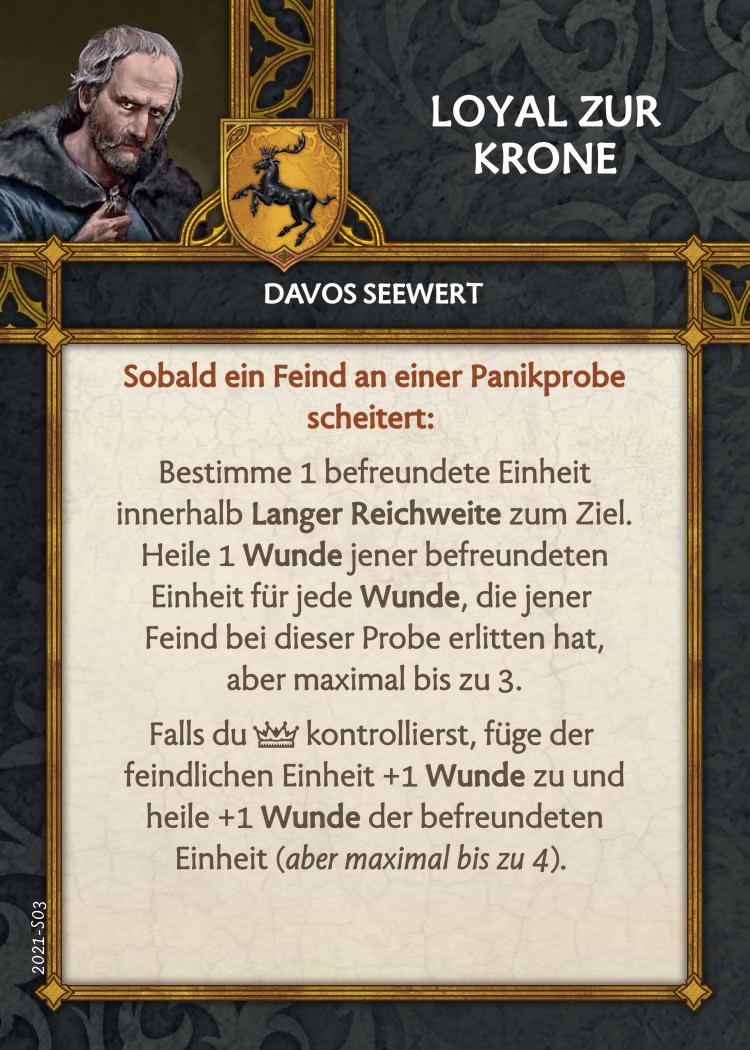 LOYAL ZUR
KRONE
DAVOS SEEWERT
Sobald ein Feind an einer Panikprobe
scheitert:
Bestimme 1 befreundete Einheit
innerhalb Langer Reichweite zum Ziel.
Heile 1 Wunde jener befreundeten
Einheit für jede Wunde, die jener
Feind bei dieser Probe erlitten hat,
aber maximal bis zu 3.
Falls du kontrollierst, füge der
feindlichen Einheit +1 Wunde zu und
heile +1 Wunde der befreundeten
Einheit (aber maximal bis zu 4).
2021-S03